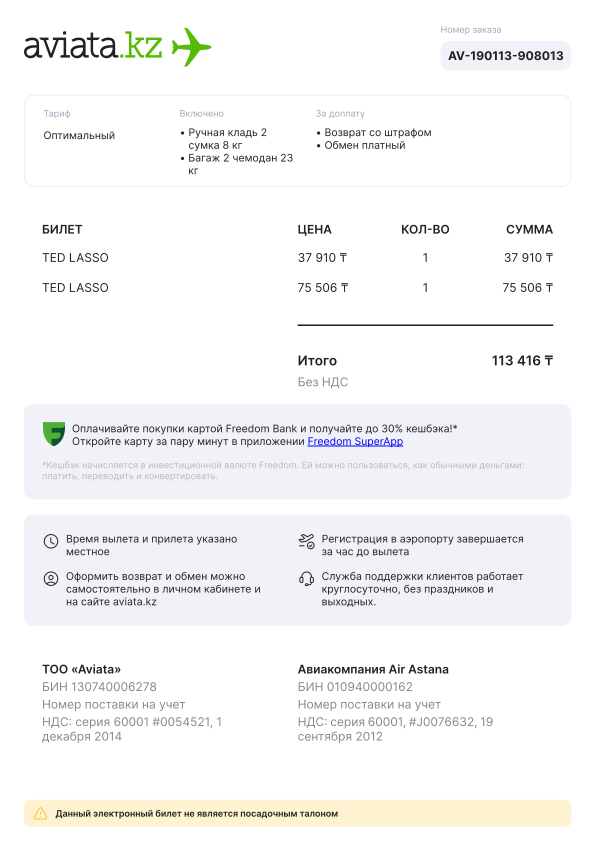 aviata.kz
Номер заказа
AV-190113-908013
Тариф
Оптимальный
Включено
• Ручная кладь 2
сумка 8 кг
• Багаж 2 чемодан 23
кг
За доплату
• Возврат со штрафом
• Обмен платный
БИЛЕТ ЦЕНА КОЛ-ВО СУММА
TED LASSO 37 910 ₸ 1 37 910 ₸
TED LASSO 75 506 ₸ 1 75 506 ₸
Итого 113 416 ₸
Без НДС
Оплачивайте покупки картой Freedom Bank и получайте до 30% кешбэка!*
Откройте карту за пару минут в приложении Freedom SuperApp
*Кешбэк начисляется в инвестиционной валюте Freedom. Ей можно пользоваться, как обычными деньгами:
платить, переводить и конвертировать.
Время вылета и прилета указано
местное
Регистрация в аэропорту завершается
за час до вылета
Оформить возврат и обмен можно
самостоятельно в личном кабинете и
на сайте aviata.kz
Служба поддержки клиентов работает
круглосуточно, без праздников и
выходных.
ТОО «Aviata»
БИН 130740006278
Номер поставки на учет
НДС: серия 60001 #0054521, 1
декабря 2014
Авиакомпания Air Astana
БИН 010940000162
Номер поставки на учет
НДС: серия 60001, #J0076632, 19
сентября 2012
Данный электронный билет не является посадочным талоном